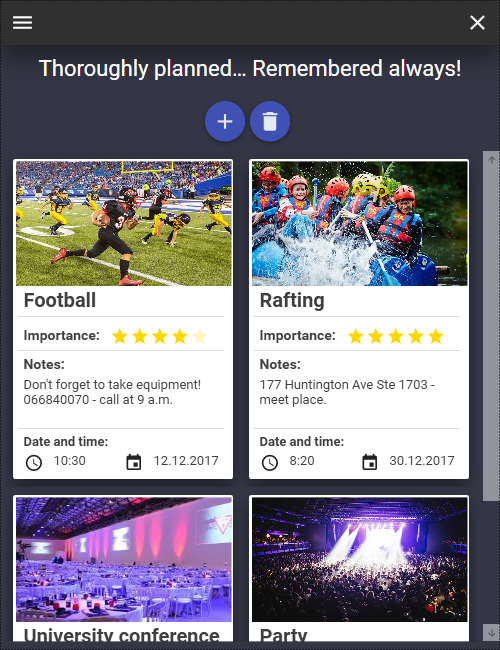 Thoroughly planned... Remembered always!
Football
Rafting
Importance:
Importance:
Notes:
Notes:
Don't forget to take equipment!
066840070 - call at 9 a.m.
177 Huntington Ave Ste 1703 -
meet place.
Date and time:
Date and time:
10:30 12.12.2017
8:20 30.12.2017
University conference
Party